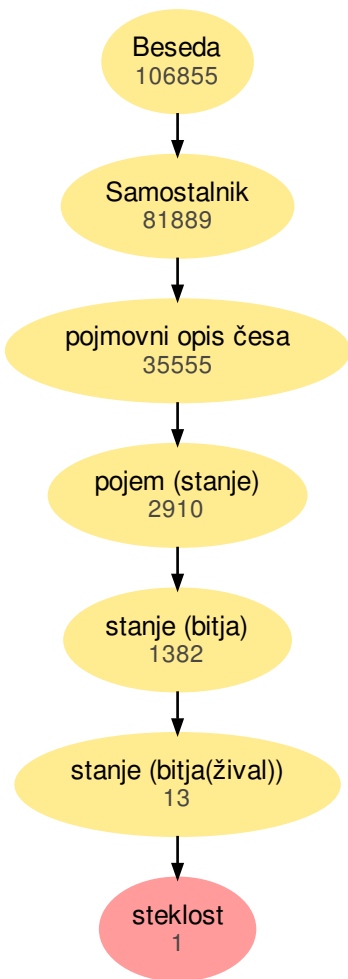 Beseda
106855
Samostalnik
81889
pojmovni opis česa
35555
pojem (stanje)
2910
stanje (bitja)
1382
stanje (bitja(žival))
13
steklost
1